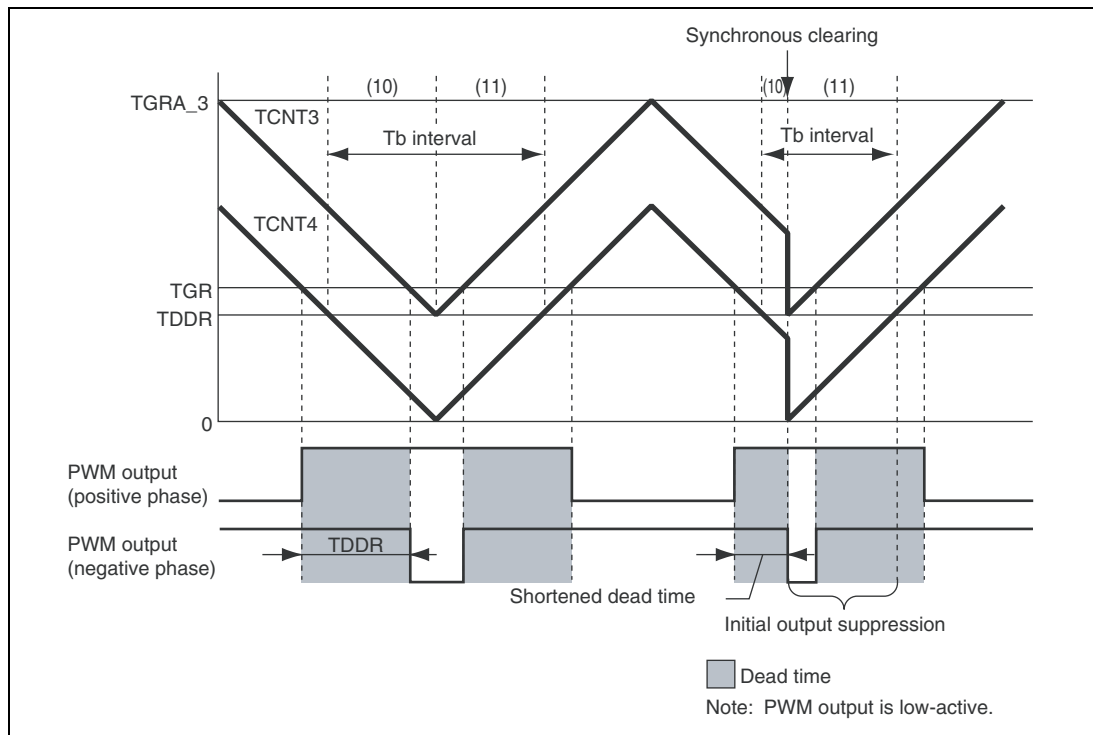 Synchronous clearing
(10)
(11)
(10)
(11)
TGRA_3
TCNT3
Tb interval
Tb interval
TCNT4
TGR
TDDR
0
PWM output
(positive phase)
PWM output
(negative phase)
TDDR
Shortened dead time
Initial output suppression
Dead time
Note: PWM output is low-active.